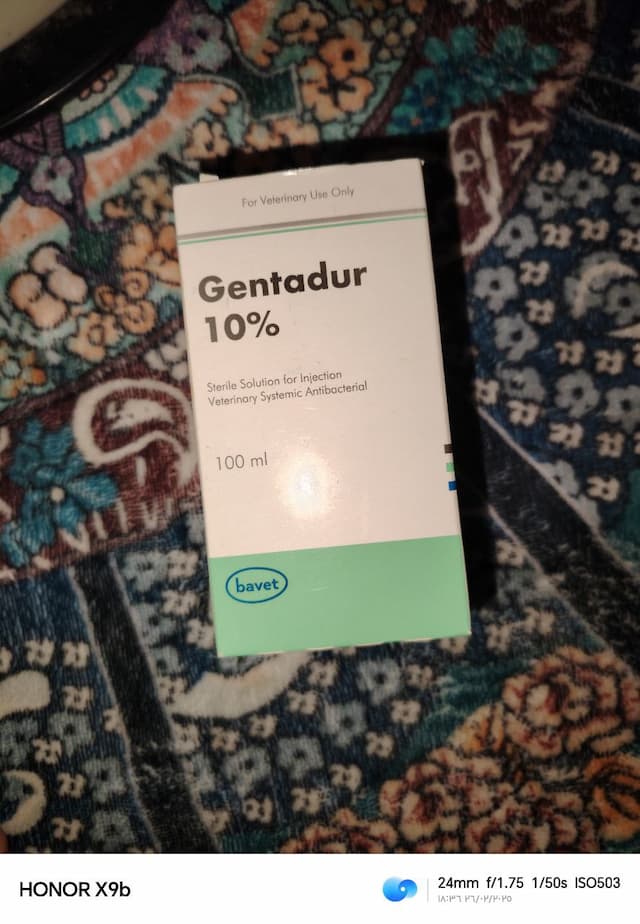 For Veterinary Use Only
Gentadur
10%
Sterile Solution for Injection
Veterinary Systemic Antibacterial
100 ml
bavet
HONOR X9b
24mm f/1.75 1/50s ISO503